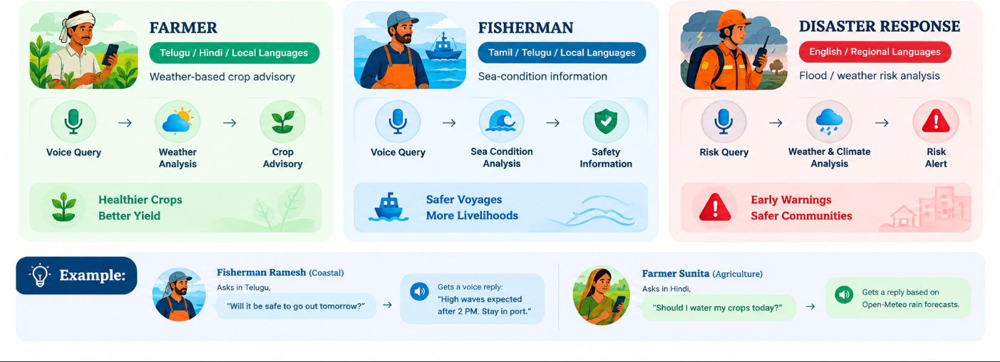 FARMER
Telugu / Hindi / Local Languages
Weather-based crop advisory
Voice Query
Weather
Analysis
Crop
Advisory
Healthier Crops
Better Yield
FISHERMAN
Tamil / Telugu / Local Languages
Sea-condition information
Voice Query
Sea Condition
Analysis
Safety
Information
Safer Voyages
More Livelihoods
DISASTER RESPONSE
English / Regional Languages
Flood / weather risk analysis
Risk Query
Weather & Climate
Analysis
Risk
Alert
Early Warnings
Safer Communities
Example:
Fisherman Ramesh (Coastal)
Asks in Telugu,
“Will it be safe to go out tomorrow?”
Gets a voice reply:
“High waves expected
after 2 PM. Stay in port.”
Farmer Sunita (Agriculture)
Asks in Hindi,
“Should I water my crops today?”
Gets a reply based on
Open-Meteo rain forecasts.